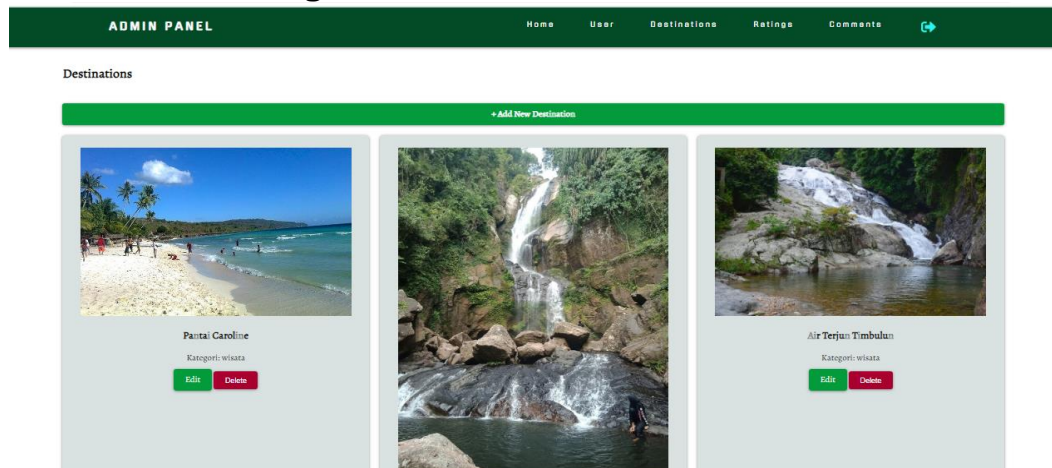 ADMIN PANEL Home User Destinations Ratings Comments
Destinations
+ Add New Destination
Pantai Caroline
Kategori: wisata
Edit Delete
Air Terjun Timbulun
Kategori: wisata
Edit Delete